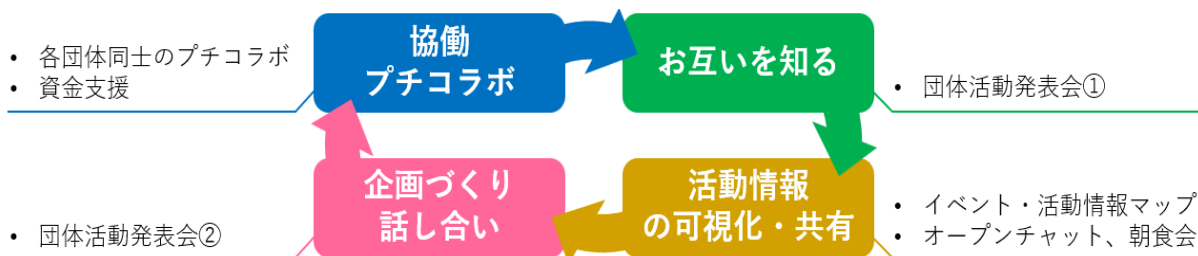 • 各団体同士のプチコラボ
• 資金支援
協働
プチコラボ
お互いを知る
• 団体活動発表会①
企画づくり
話し合い
• 団体活動発表会②
活動情報
の可視化・共有
• イベント・活動情報マップ
• オープンチャット、朝食会